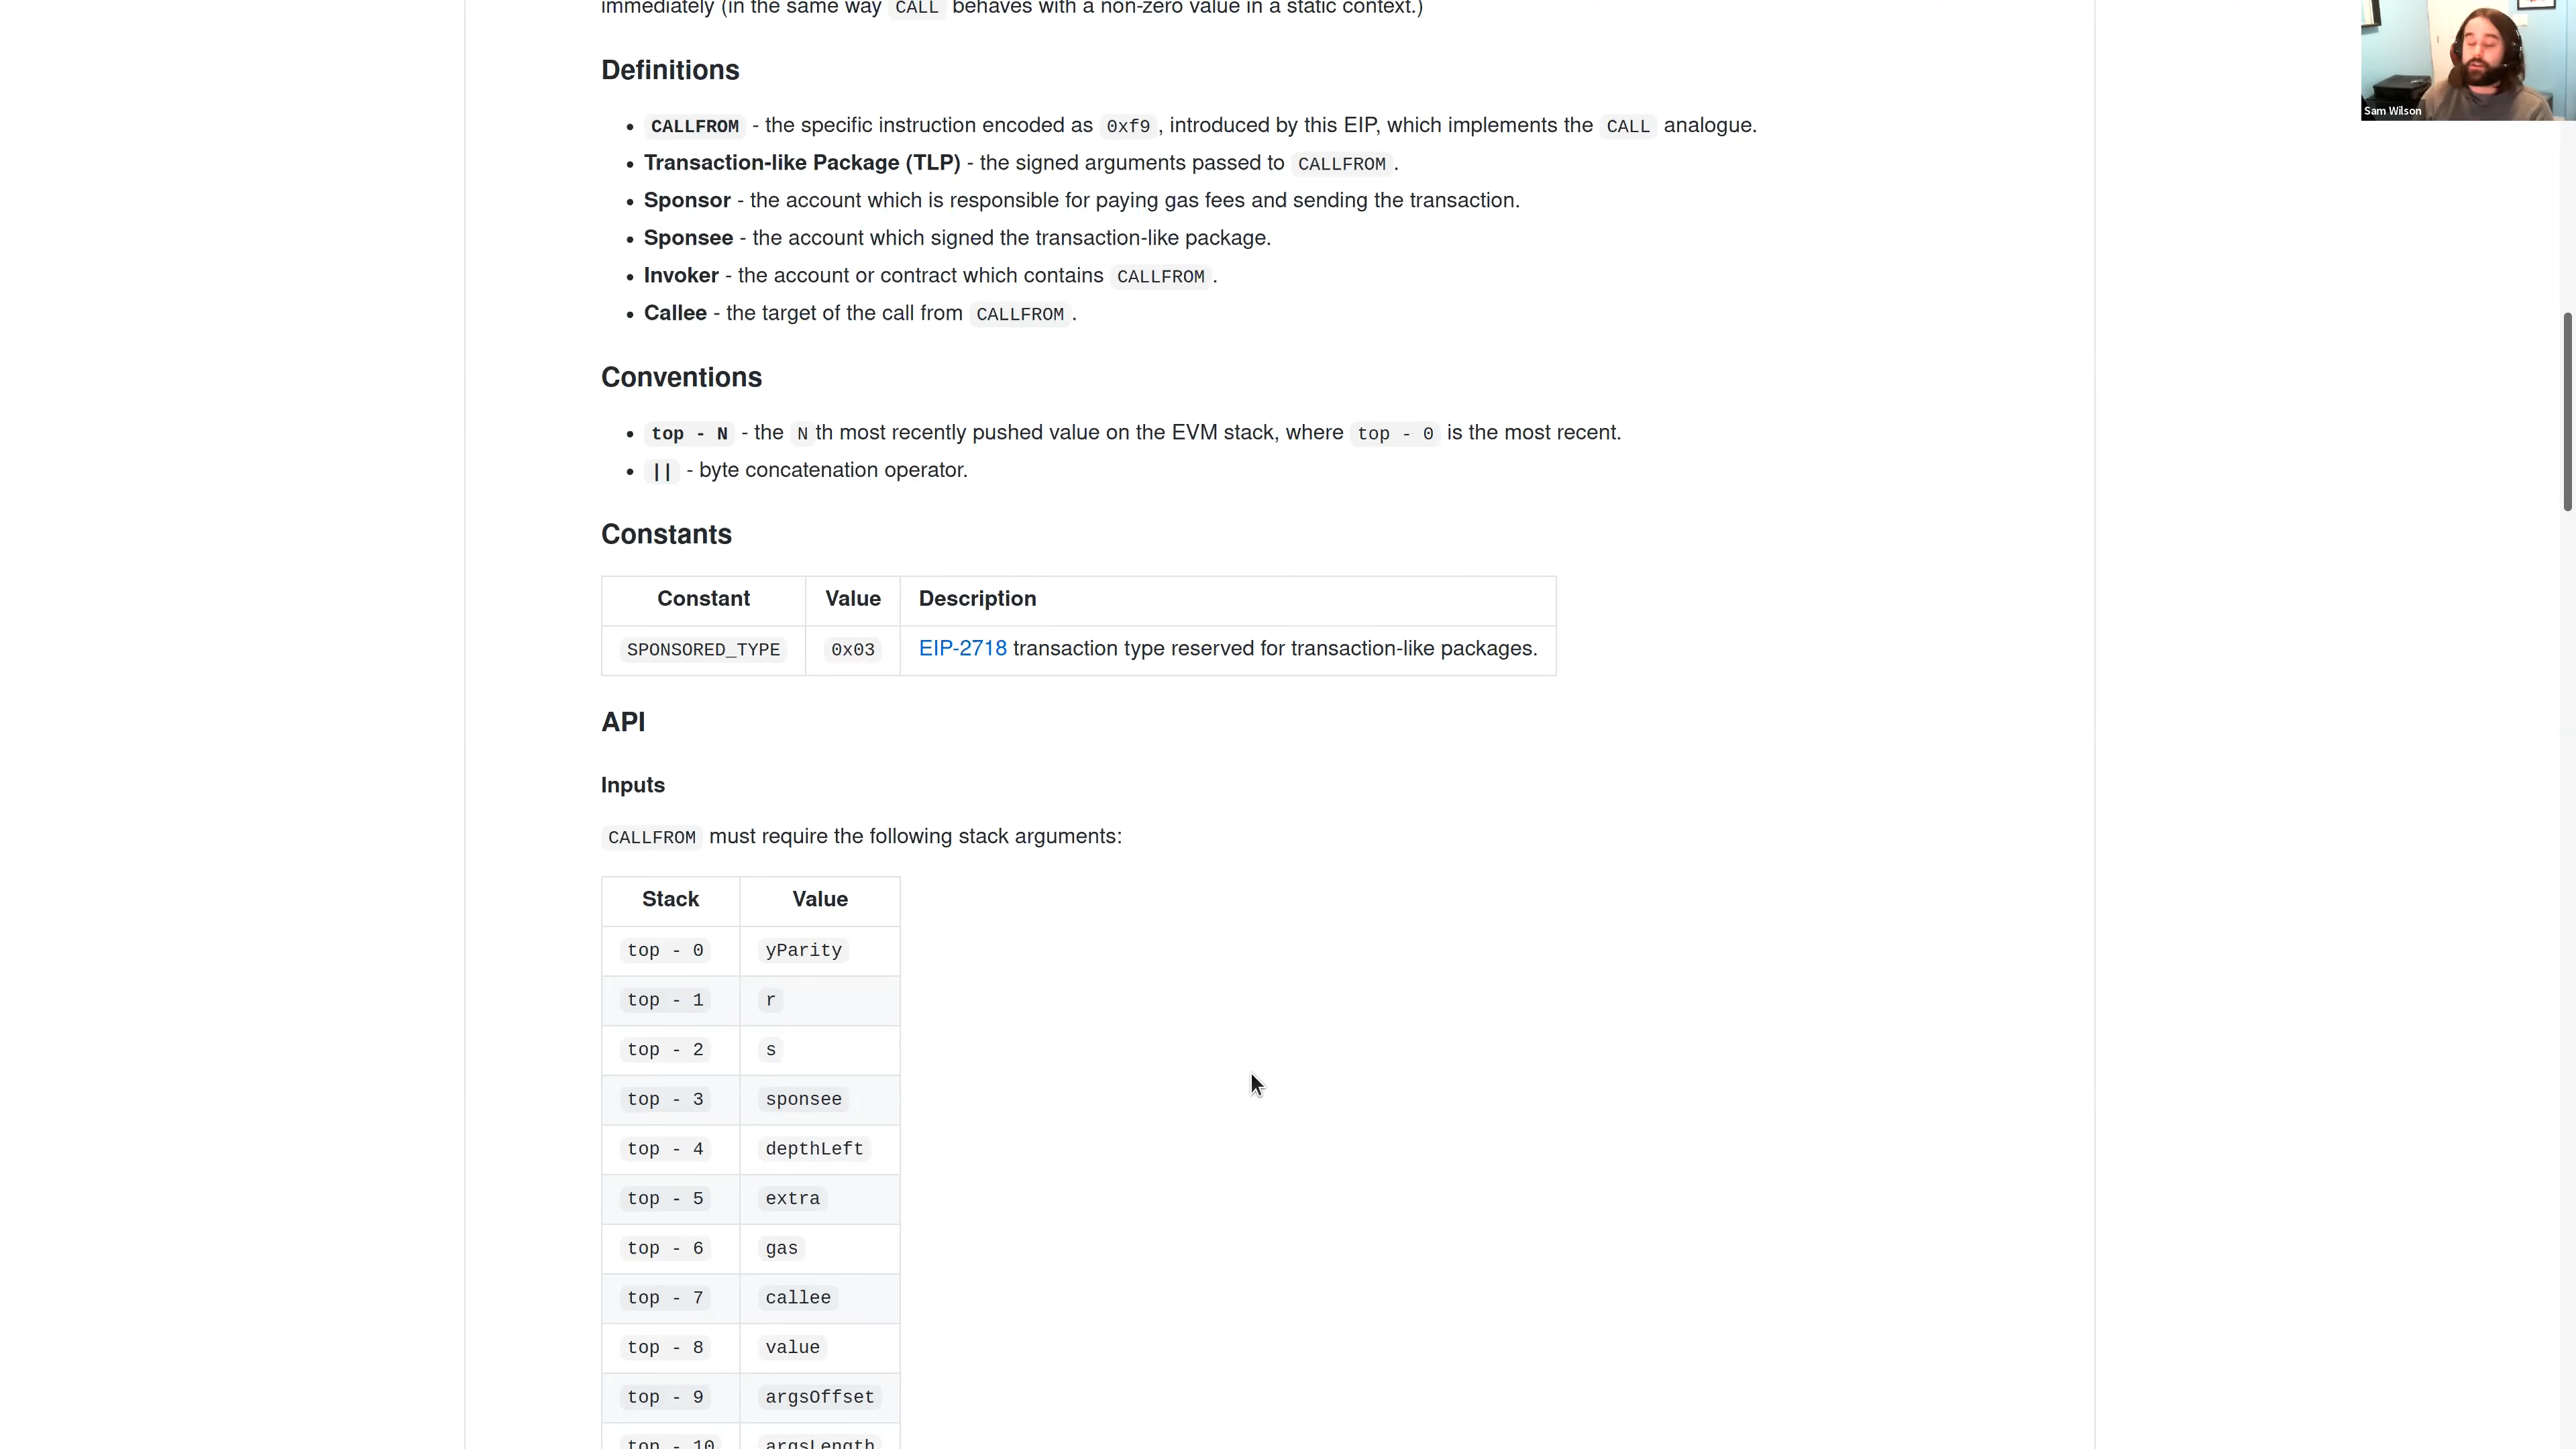 immediately (in the same way CALL behaves with a non-zero value in a static context.)
Definitions
CALLFROM - the specific instruction encoded as 0xf9 , introduced by this EIP, which implements the CALL analogue.
Transaction-like Package (TLP) - the signed arguments passed to CALLFROM .
Sponsor - the account which is responsible for paying gas fees and sending the transaction.
Sponsee - the account which signed the transaction-like package.
Invoker - the account or contract which contains CALLFROM .
Callee - the target of the call from CALLFROM .
Conventions
top - N - the N th most recently pushed value on the EVM stack, where top - 0 is the most recent.
|| - byte concatenation operator.
Constants
Constant Value Description
SPONSORED_TYPE 0x03 EIP-2718 transaction type reserved for transaction-like packages.
API
Inputs
CALLFROM must require the following stack arguments:
Stack Value
top - 0 yParity
top - 1 r
top - 2 s
top - 3 sponsee
top - 4 depthLeft
top - 5 extra
top - 6 gas
top - 7 callee
top - 8 value
top - 9 argsOffset
top - 10 argsLength
Sam Wilson